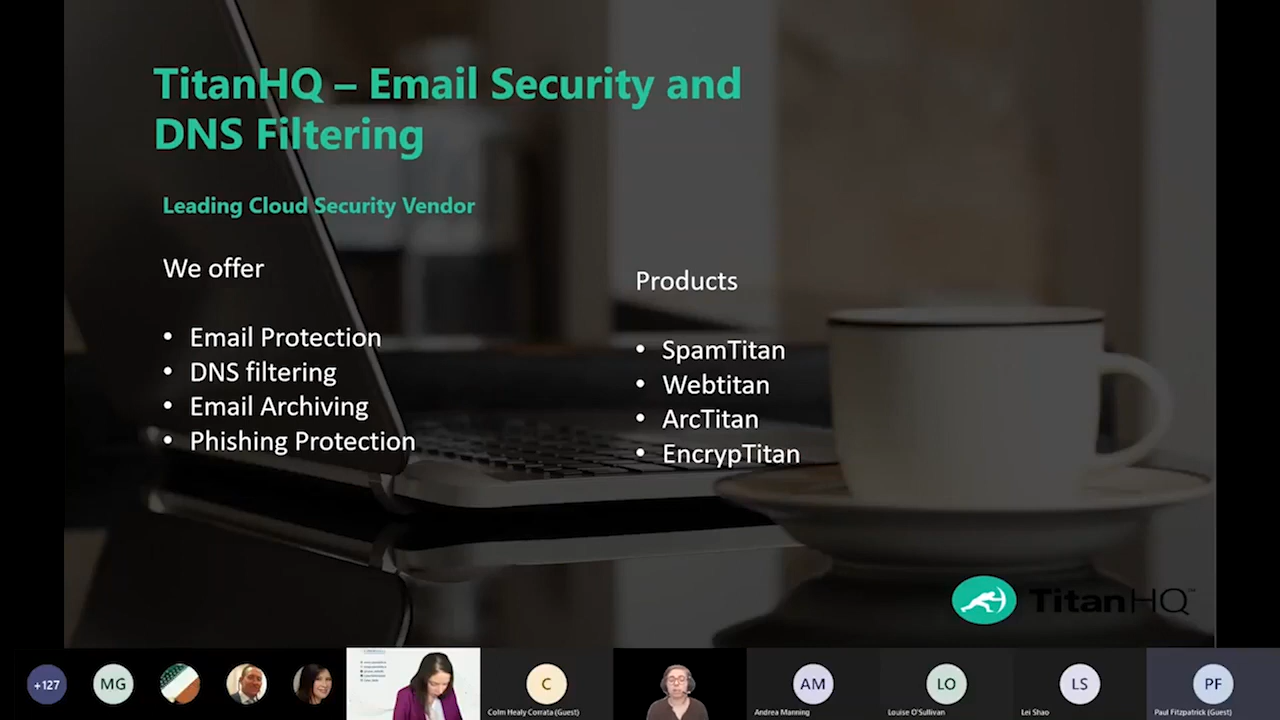 TitanHQ – Email Security and
DNS Filtering
Leading Cloud Security Vendor
We offer
• Email Protection
• DNS filtering
• Email Archiving
• Phishing Protection
Products
• SpamTitan
• Webtitan
• ArcTitan
• EncrypTitan
TitanHQ™
+127
MG
C
Colm Healy Corrata (Guest)
AM
Andrea Manning
LO
Louise O'Sullivan
LS
Lei Shao
PF
Paul Fitzpatrick (Guest)